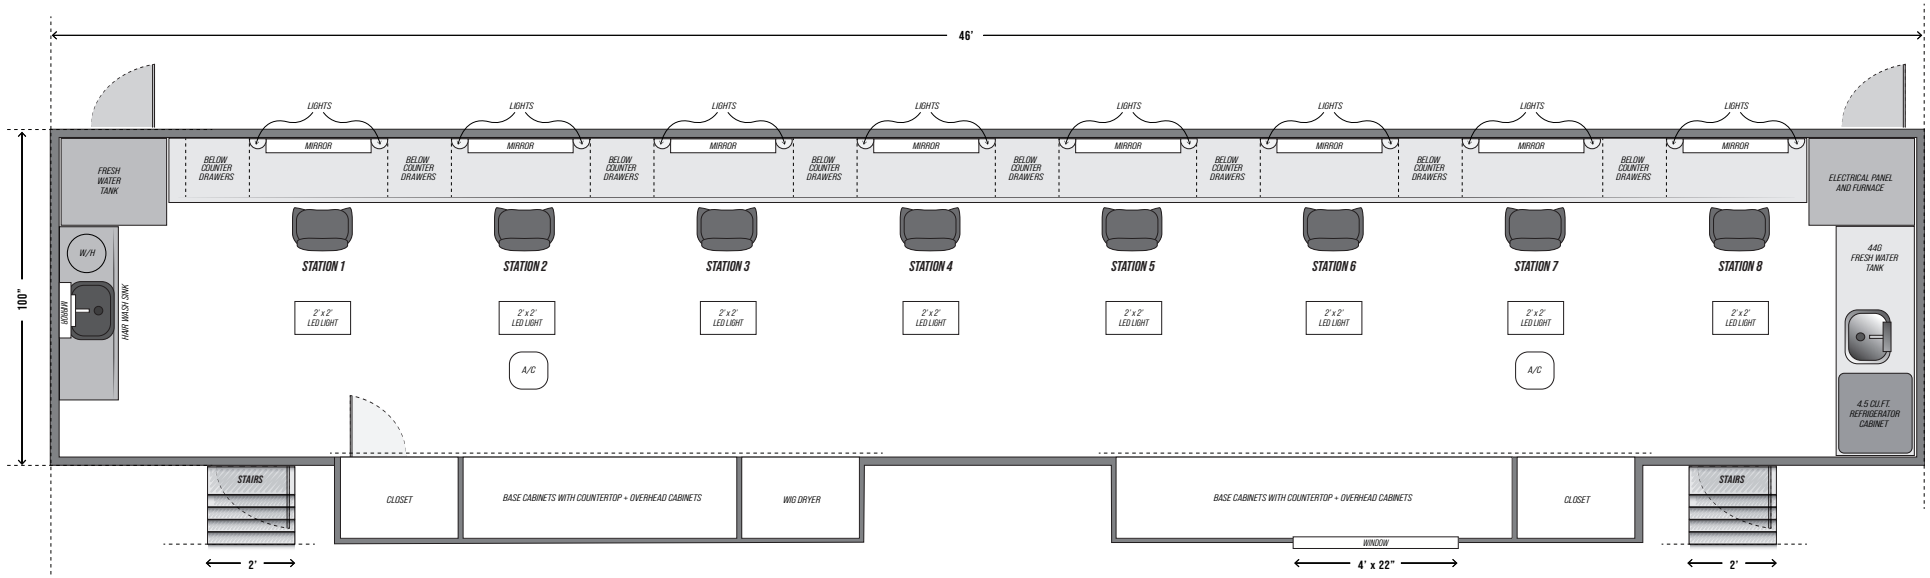 46’
LIGHTS
LIGHTS
LIGHTS
LIGHTS
LIGHTS
LIGHTS
LIGHTS
LIGHTS
MIRROR
MIRROR
MIRROR
MIRROR
MIRROR
MIRROR
MIRROR
MIRROR
FRESH
WATER
TANK
BELOW
COUNTER
DRAWERS
BELOW
COUNTER
DRAWERS
BELOW
COUNTER
DRAWERS
BELOW
COUNTER
DRAWERS
BELOW
COUNTER
DRAWERS
BELOW
COUNTER
DRAWERS
BELOW
COUNTER
DRAWERS
BELOW
COUNTER
DRAWERS
ELECTRICAL PANEL
AND FURNACE
W/H
MIRROR
HAIR WASH SINK
100”
STATION 1
STATION 2
STATION 3
STATION 4
STATION 5
STATION 6
STATION 7
STATION 8
44G
FRESH WATER
TANK
2’ x 2’
LED LIGHT
2’ x 2’
LED LIGHT
2’ x 2’
LED LIGHT
2’ x 2’
LED LIGHT
2’ x 2’
LED LIGHT
2’ x 2’
LED LIGHT
2’ x 2’
LED LIGHT
2’ x 2’
LED LIGHT
A/C
A/C
4.5 CU.FT.
REFRIGERATOR
CABINET
STAIRS
CLOSET
BASE CABINETS WITH COUNTERTOP + OVERHEAD CABINETS
WIG DRYER
BASE CABINETS WITH COUNTERTOP + OVERHEAD CABINETS
CLOSET
STAIRS
WINDOW
2’
4’ x 22”
2’